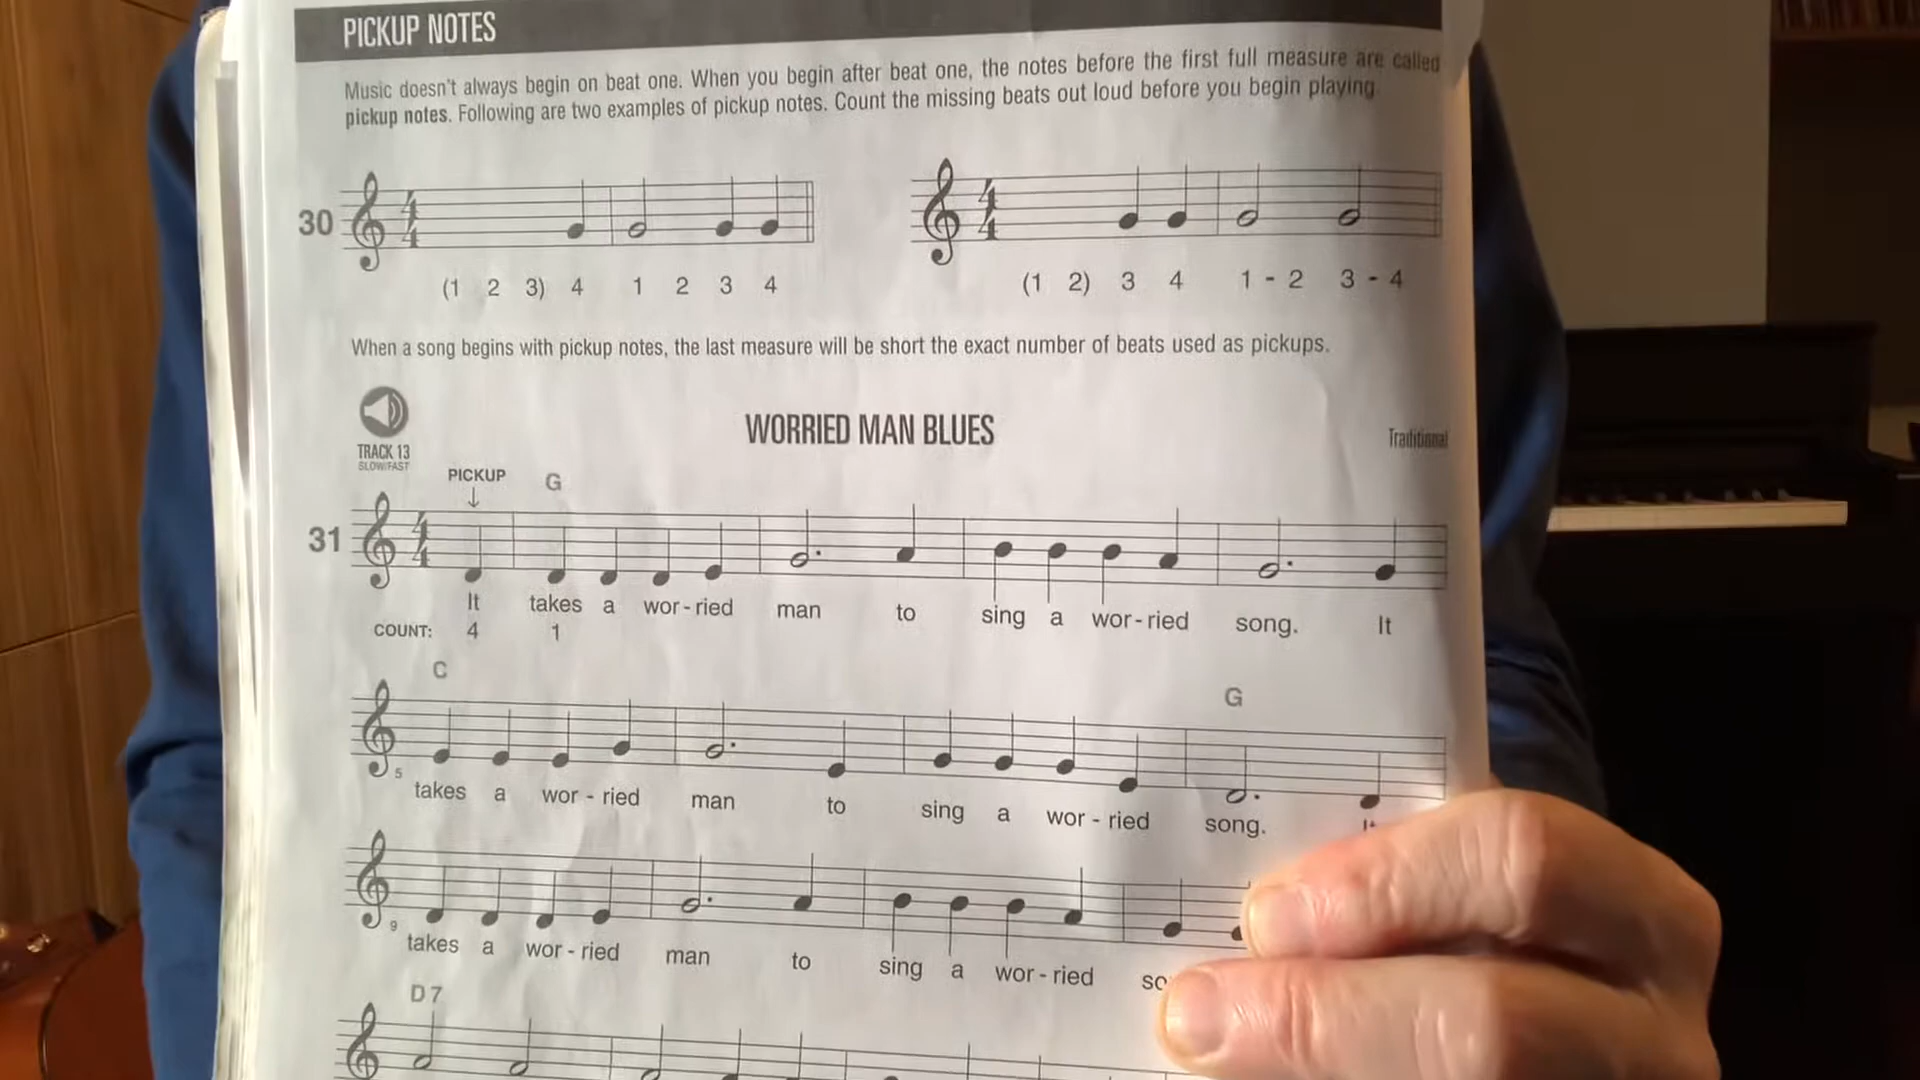 PICKUP NOTES
Music doesn't always begin on beat one. When you begin after beat one, the notes before the first full measure are called
pickup notes. Following are two examples of pickup notes. Count the missing beats out loud before you begin playing
30
4 4 4 4
(1 2 3) 4 1 2 3 4 (1 2) 3 4 1 - 2 3 - 4
When a song begins with pickup notes, the last measure will be short the exact number of beats used as pickups.
WORRIED MAN BLUES
Traditional
TRACK 13
SLOW/FAST
PICKUP G
31
4 4
It takes a wor - ried man to sing a wor - ried song. It
COUNT: 4 1
C G
5
takes a wor - ried man to sing a wor - ried song.
9
takes a wor - ried man to sing a wor - ried
D7